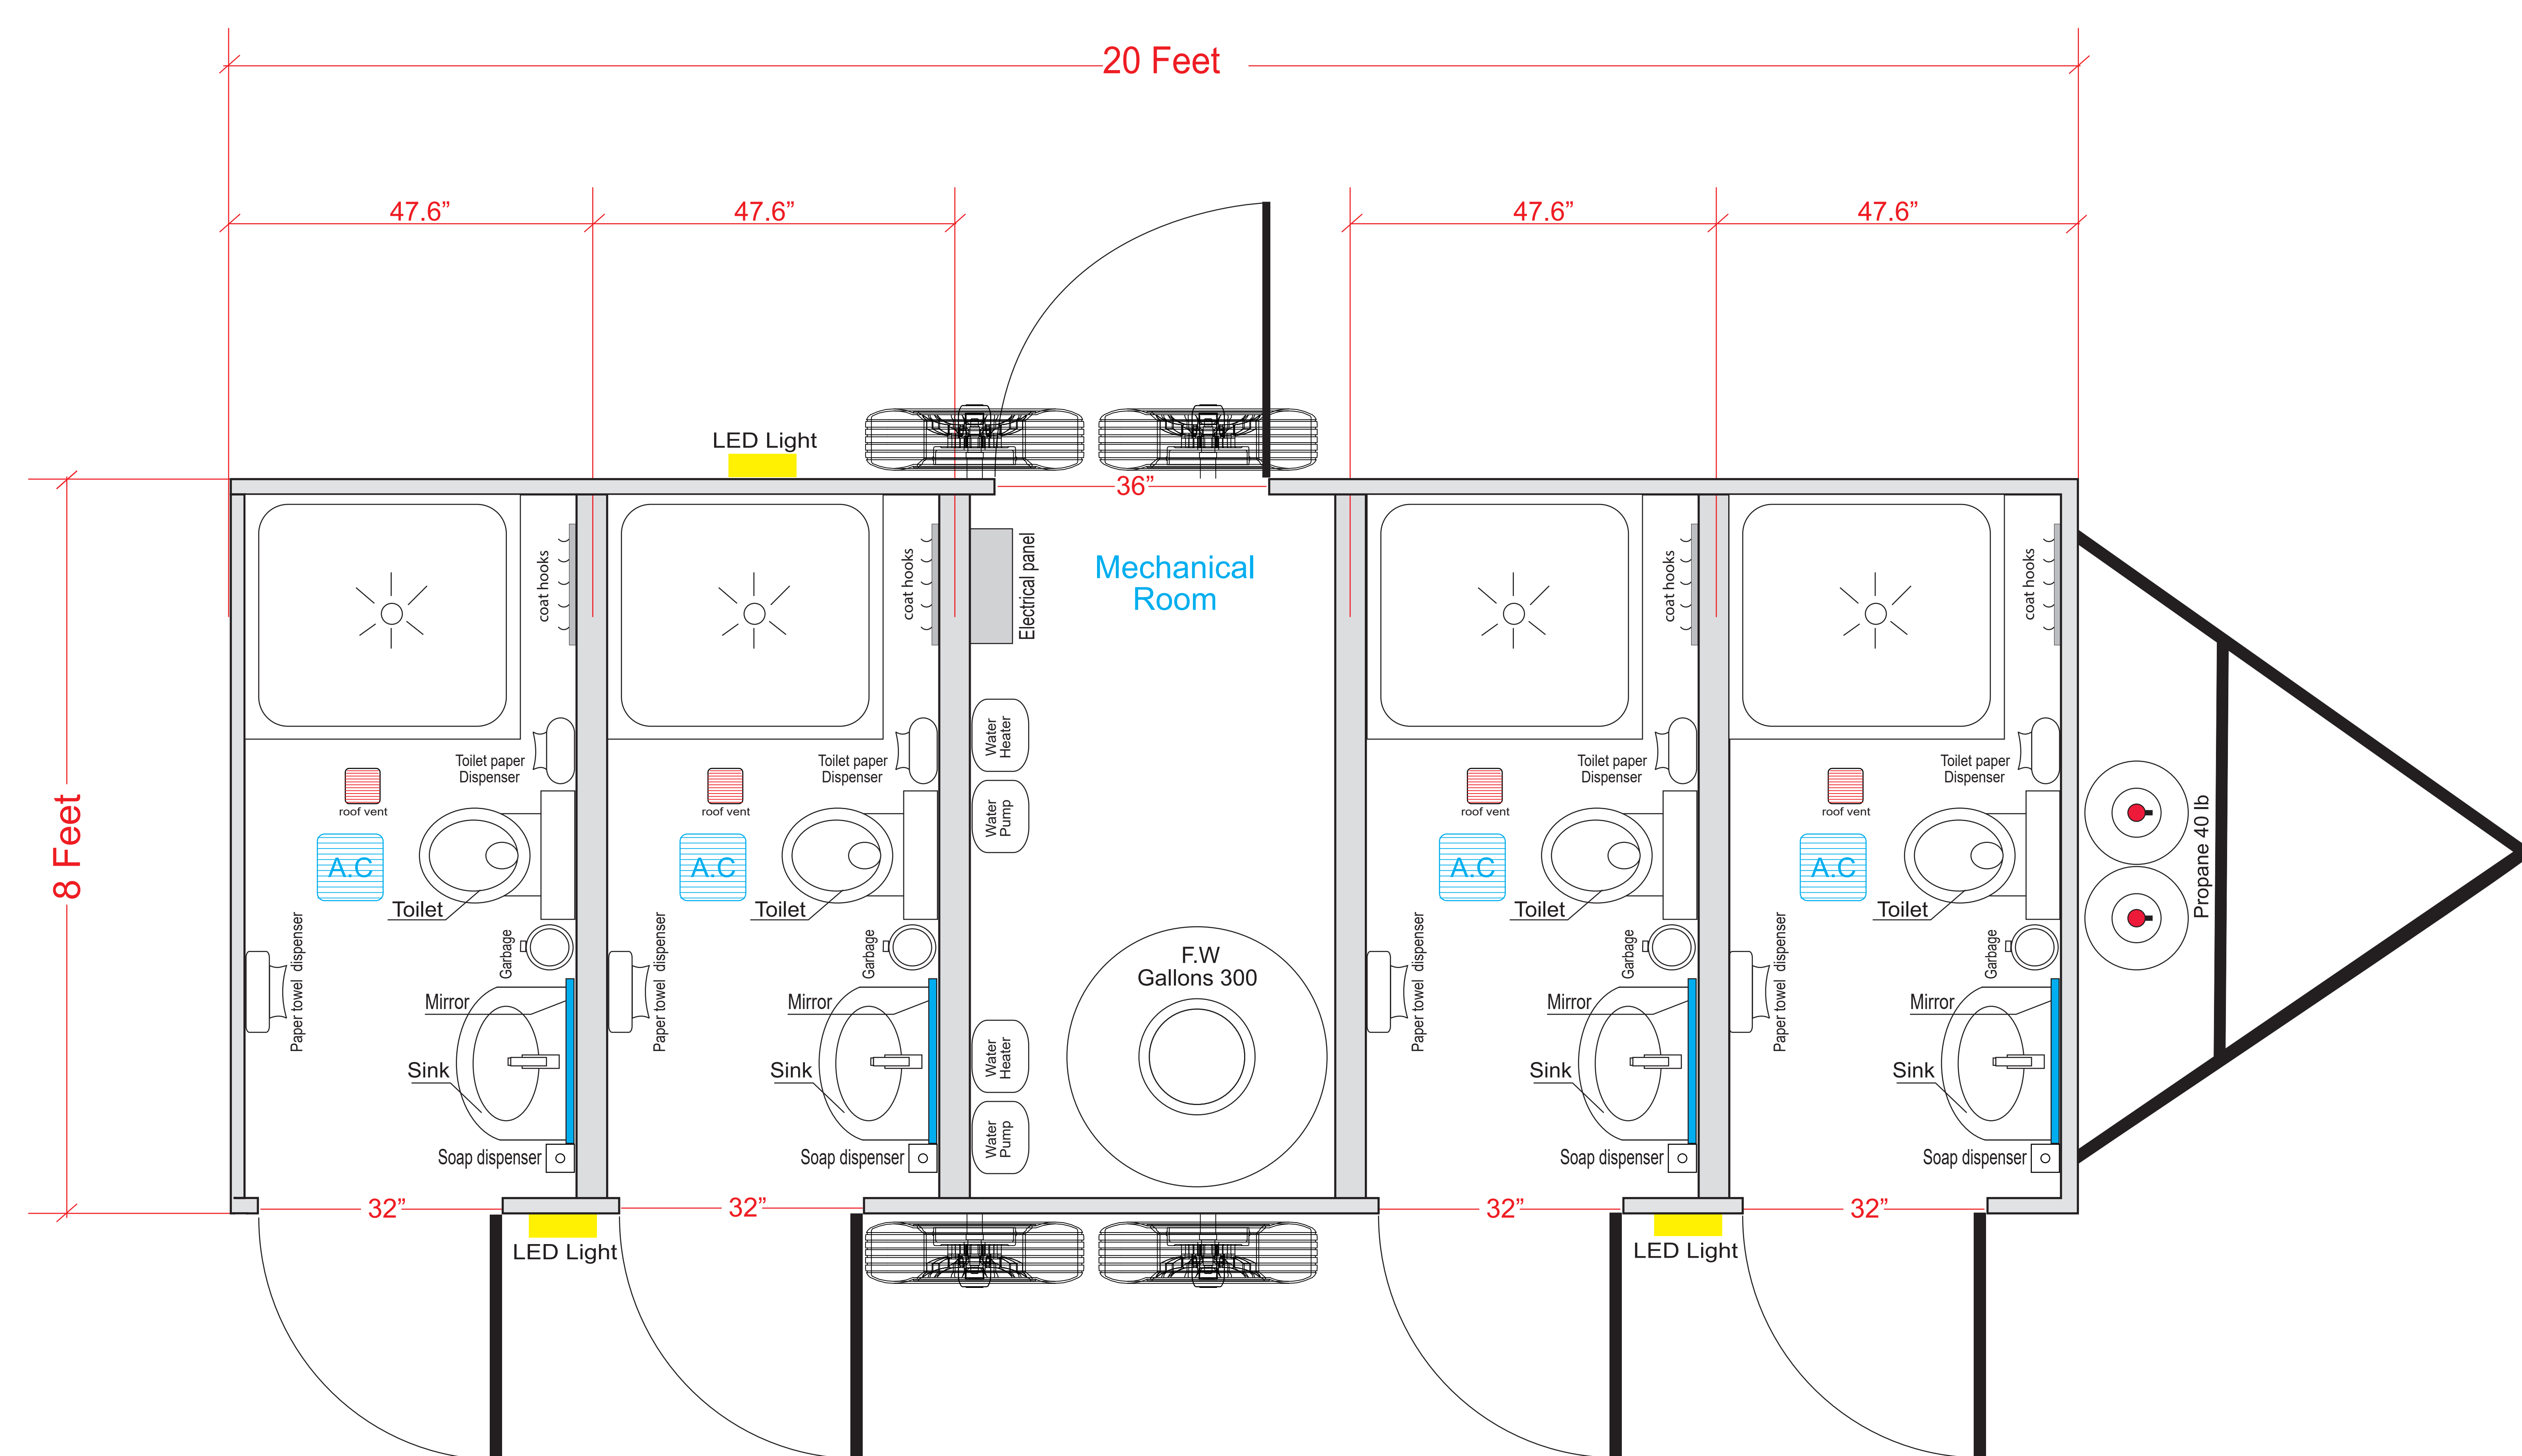 20 Feet
47.6”
47.6”
47.6”
47.6”
LED Light
36”
8 Feet
coat hooks
coat hooks
Electrical panel
Mechanical
Room
coat hooks
coat hooks
Toilet paper
Dispenser
roof vent
A.C
Toilet
Toilet paper
Dispenser
roof vent
A.C
Toilet
Water
Heater
Water
Pump
Toilet paper
Dispenser
roof vent
A.C
Toilet
Toilet paper
Dispenser
roof vent
A.C
Toilet
Propane 40 lb
Paper towel dispenser
Garbage
Mirror
Sink
Soap dispenser
Paper towel dispenser
Garbage
Mirror
Sink
Soap dispenser
F.W
Gallons 300
Water
Heater
Water
Pump
Paper towel dispenser
Garbage
Mirror
Sink
Soap dispenser
Paper towel dispenser
Garbage
Mirror
Sink
Soap dispenser
32”
32”
32”
32”
LED Light
LED Light